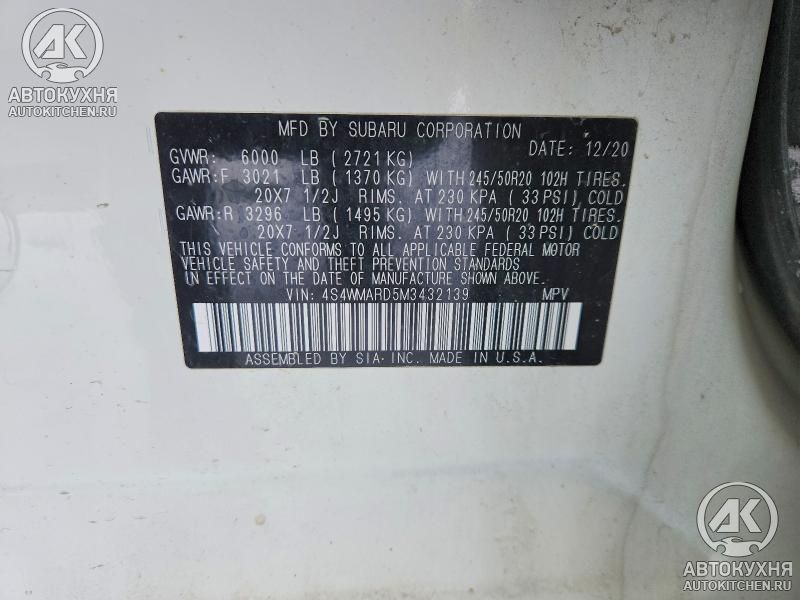 AK
АВТОКУХНЯ
AUTOKITCHEN.RU
MFD BY SUBARU CORPORATION
DATE: 12/20
GVWR: 6000 LB ( 2721 KG)
GAWR:F 3021 LB ( 1370 KG) WITH 245/50R20 102H TIRES.
20X7 1/2J RIMS. AT 230 KPA ( 33 PSI) COLD
GAWR:R 3296 LB ( 1495 KG) WITH 245/50R20 102H TIRES.
20X7 1/2J RIMS. AT 230 KPA ( 33 PSI) COLD
THIS VEHICLE CONFORMS TO ALL APPLICABLE FEDERAL MOTOR
VEHICLE SAFETY AND THEFT PREVENTION STANDARDS
IN EFFECT ON THE DATE OF MANUFACTURE SHOWN ABOVE.
VIN: 4S4WMARD5M3432139 MPV
ASSEMBLED BY SIA·INC. MADE IN U.S.A.
AK
АВТОКУХНЯ
AUTOKITCHEN.RU